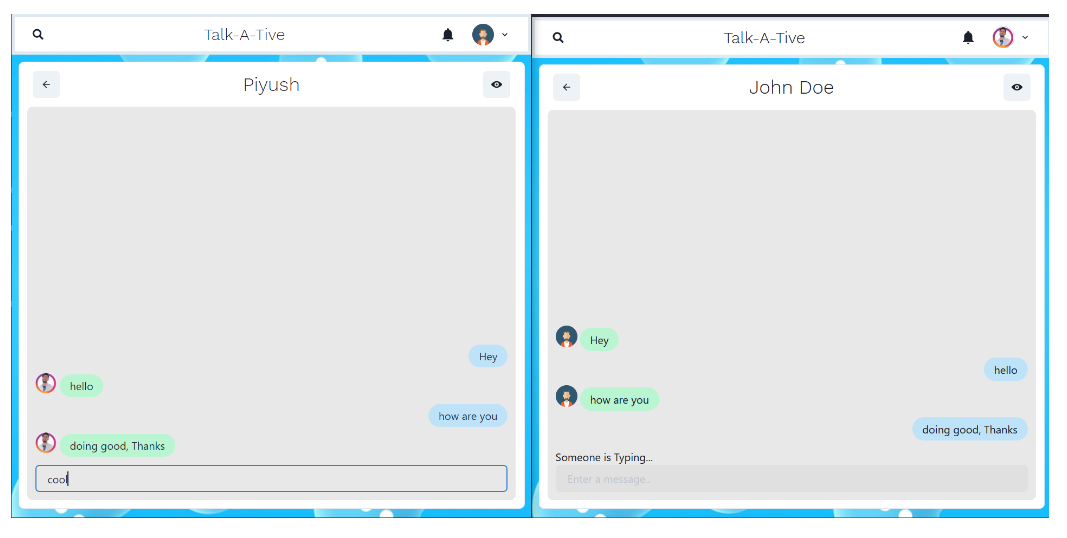 Talk-A-Tive
Piyush
Hey
hello
how are you
doing good, Thanks
cool
Talk-A-Tive
John Doe
Hey
hello
how are you
doing good, Thanks
Someone is Typing...
Enter a message..